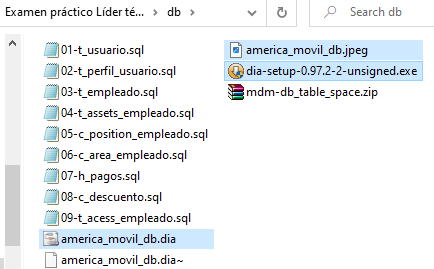 Examen práctico Líder té... > db
Search db
01-t_usuario.sql
02-t_perfil_usuario.sql
03-t_empleado.sql
04-t_assets_empleado.sql
05-c_position_empleado.sql
06-c_area_empleado.sql
07-h_pagos.sql
08-c_descuento.sql
09-t_acess_empleado.sql
america_movil_db.dia
america_movil_db.dia~
america_movil_db.jpeg
dia-setup-0.97.2-2-unsigned.exe
mdm-db_table_space.zip